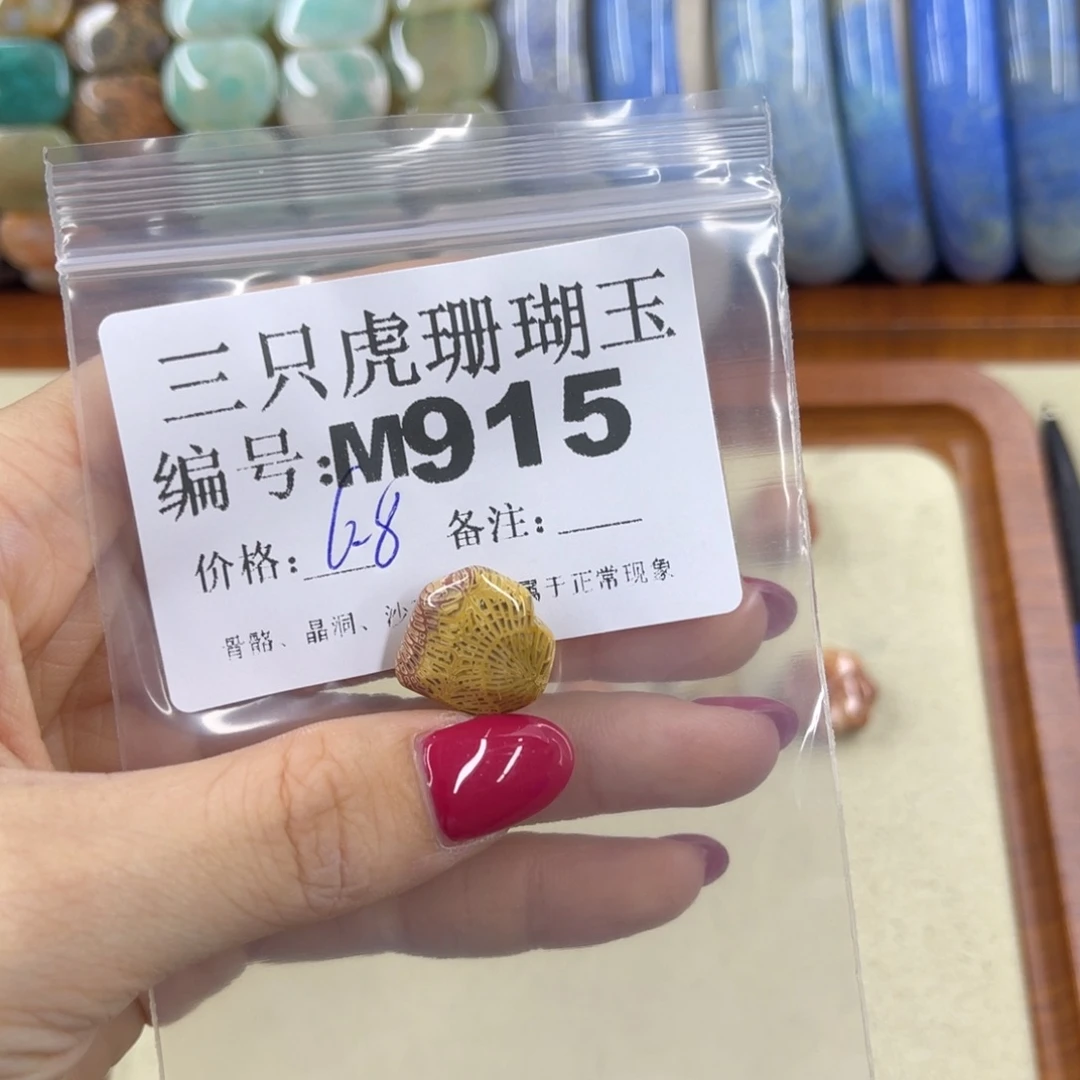 三只虎珊瑚玉
编号:M915
价格: 68 备注:
骨骼、晶洞、沙 属于正常现象